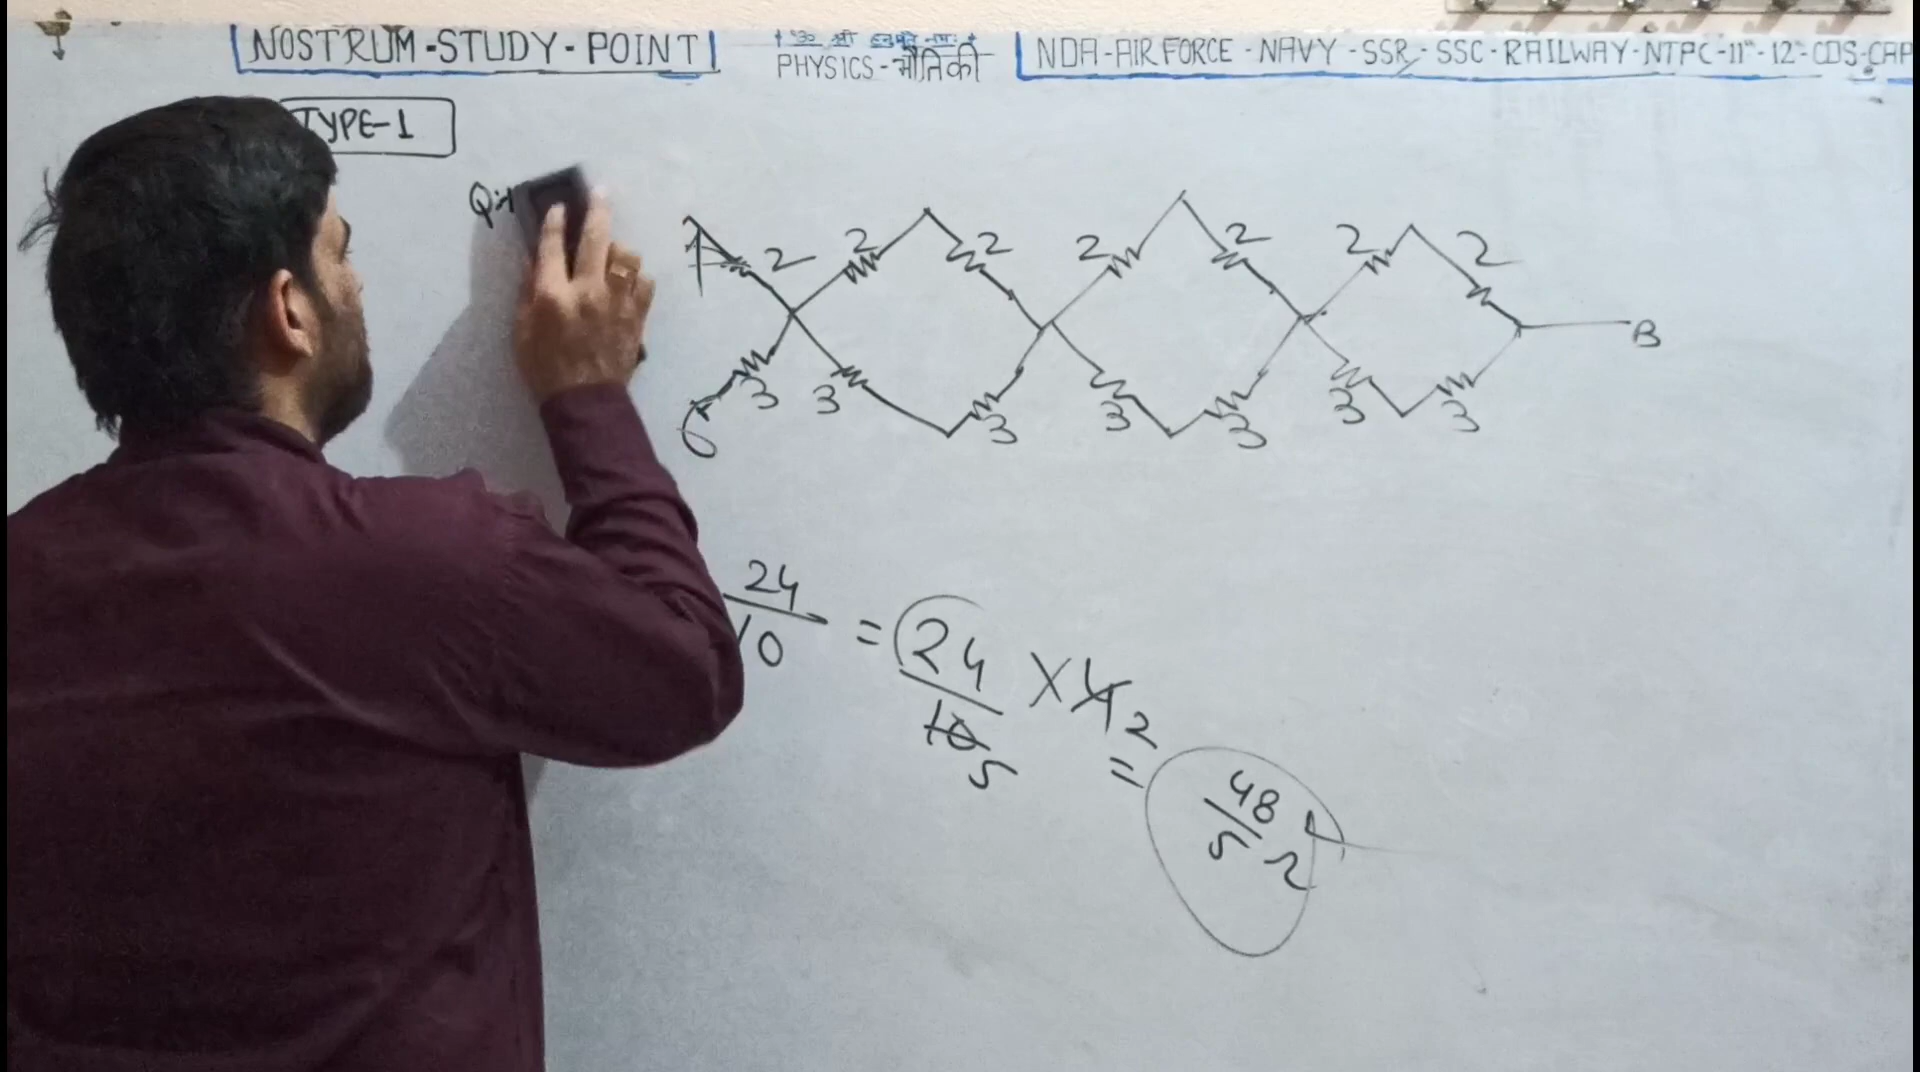 NOSTRUM-STUDY-POINT
PHYSICS-भौतिकी
NDA-AIRFORCE-NAVY-SSR-SSC-RAILWAY-NTPC-11th-12th-CDS-CAP
TYPE-1
Q:-1
A 2 2 2 2 2 2 2 B
C 3 3 3 3 3 3 3
24/10 = 24/10 5 X 4 2
= 48/5 Ω